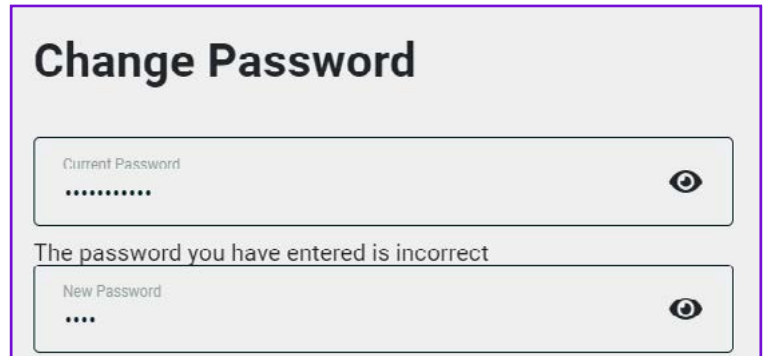 Change Password
Current Password
•••••••••••
The password you have entered is incorrect
New Password
••••